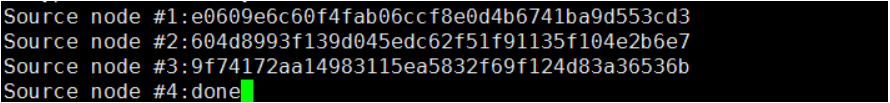 Source node #1:e0609e6c60f4fab06ccf8e0d4b6741ba9d553cd3
Source node #2:604d8993f139d045edc62f51f91135f104e2b6e7
Source node #3:9f74172aa14983115ea5832f69f124d83a36536b
Source node #4:done